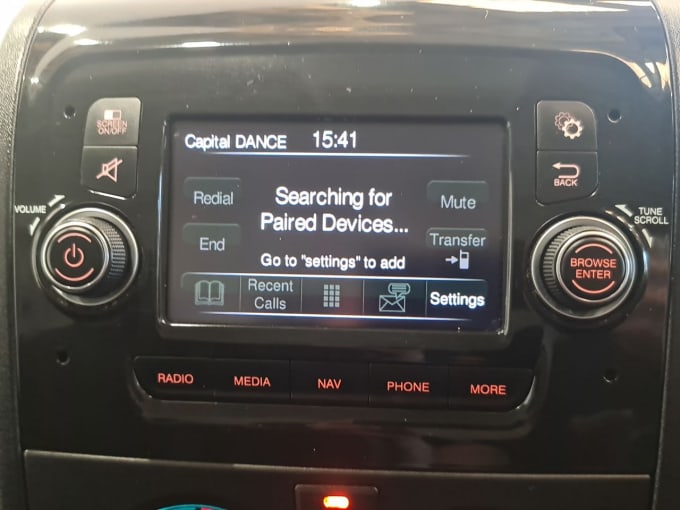 SCREEN
ON/OFF
VOLUME
Capital DANCE 15:41
Redial
End
Searching for
Paired Devices...
Go to "settings" to add
Mute
Transfer
Recent
Calls
Settings
BACK
TUNE
SCROLL
BROWSE
ENTER
RADIO
MEDIA
NAV
PHONE
MORE